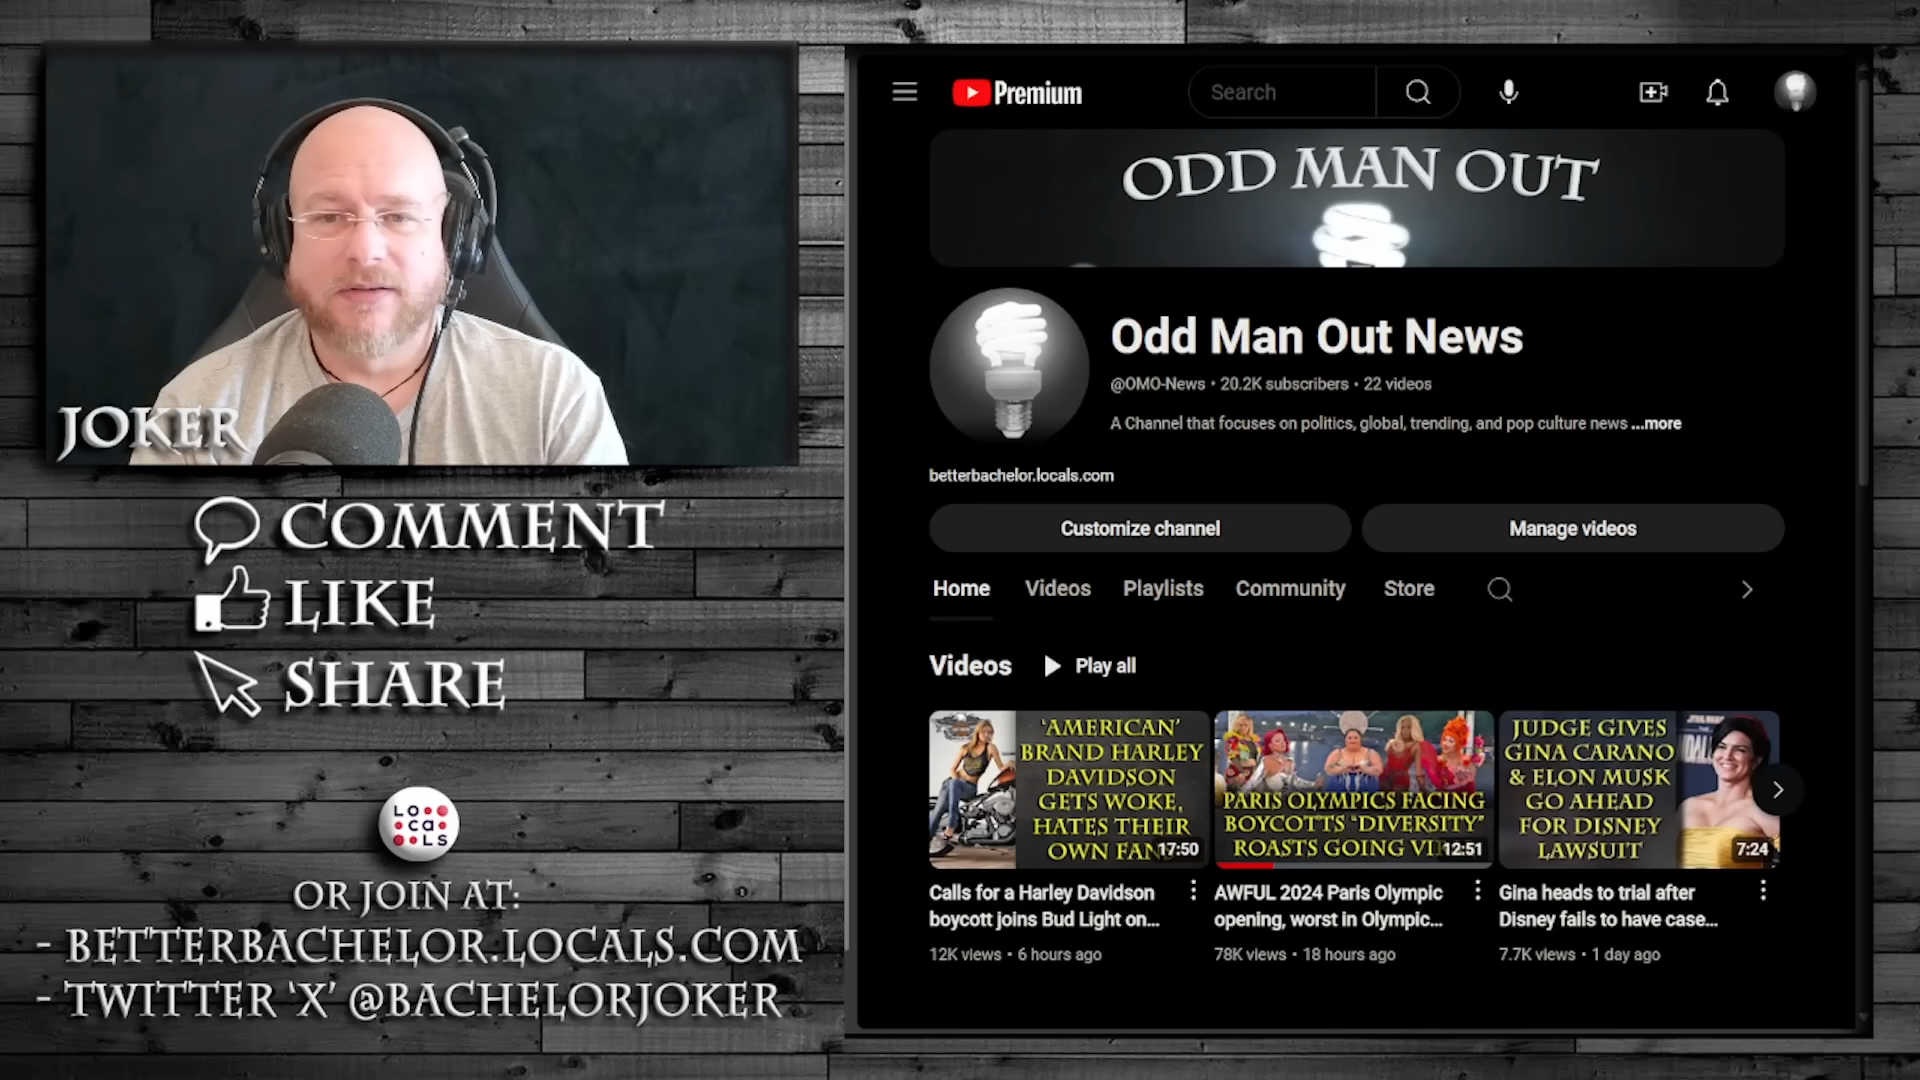 JOKER
COMMENT
LIKE
SHARE
LOCALS
OR JOIN AT:
- BETTERBACHELOR.LOCALS.COM
- TWITTER 'X' @BACHELORJOKER
Premium
Search
ODD MAN OUT
Odd Man Out News
@OMO-News • 20.2K subscribers • 22 videos
A Channel that focuses on politics, global, trending, and pop culture news ...more
betterbachelor.locals.com
Customize channel
Manage videos
Home Videos Playlists Community Store
Videos Play all
'AMERICAN'
BRAND HARLEY
DAVIDSON
GETS WOKE,
HATES THEIR
OWN
17:50
Calls for a Harley Davidson
boycott joins Bud Light on...
12K views • 6 hours ago
PARIS OLYMPICS FACING
BOYCOTTS "DIVERSITY"
ROASTS GOING
12:51
AWFUL 2024 Paris Olympic
opening, worst in Olympic...
78K views • 18 hours ago
JUDGE GIVES
GINA CARANO
& ELON MUSK
GO AHEAD
FOR DISNEY
LAWSUIT
7:24
Gina heads to trial after
Disney fails to have case...
7.7K views • 1 day ago